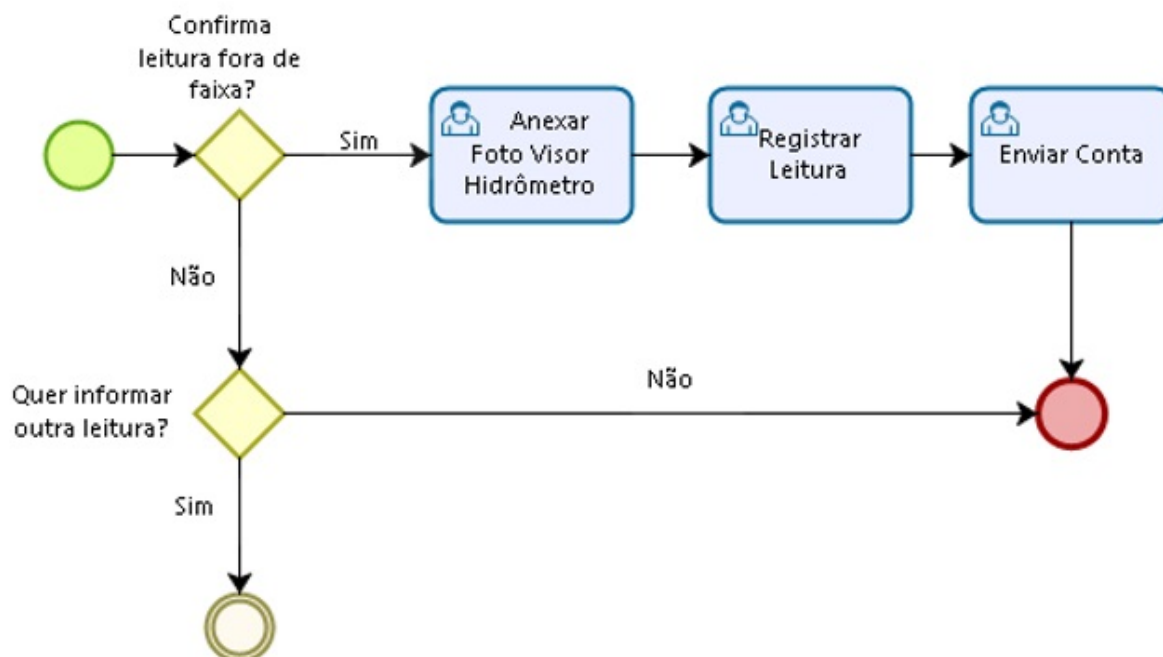 Confirma
leitura fora de
faixa?
Sim
Anexar
Foto Visor
Hidrômetro
Registrar
Leitura
Enviar Conta
Não
Quer informar
outra leitura?
Não
Sim